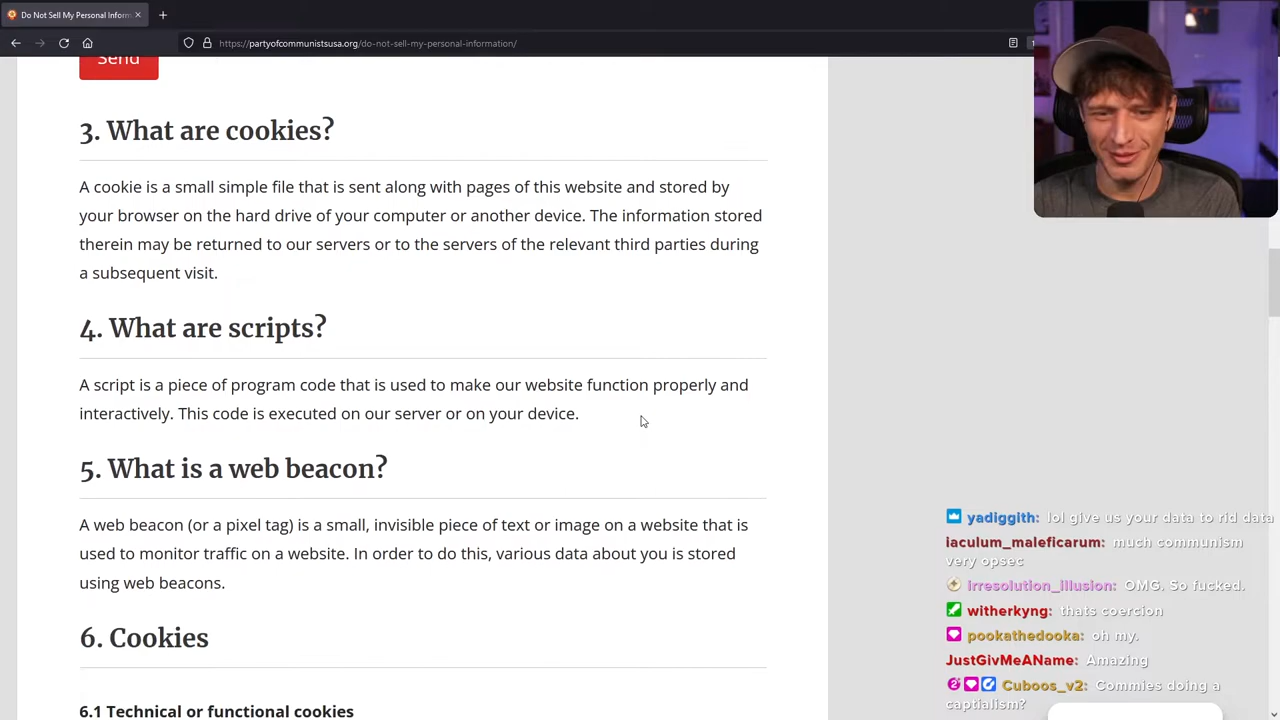 Do Not Sell My Personal Inform
https://partyofcommunistsusa.org/do-not-sell-my-personal-information/
Send
3. What are cookies?
A cookie is a small simple file that is sent along with pages of this website and stored by
your browser on the hard drive of your computer or another device. The information stored
therein may be returned to our servers or to the servers of the relevant third parties during
a subsequent visit.
4. What are scripts?
A script is a piece of program code that is used to make our website function properly and
interactively. This code is executed on our server or on your device.
5. What is a web beacon?
A web beacon (or a pixel tag) is a small, invisible piece of text or image on a website that is
used to monitor traffic on a website. In order to do this, various data about you is stored
using web beacons.
6. Cookies
6.1 Technical or functional cookies
yadiggith: lol give us your data to rid data
iaculum_maleficarum: much communism
very opsec
irresolution_illusion: OMG. So fucked.
witherkyng: thats coercion
pookathedooka: oh my.
JustGivMeAName: Amazing
Cuboos_v2: Commies doing a
captialism?